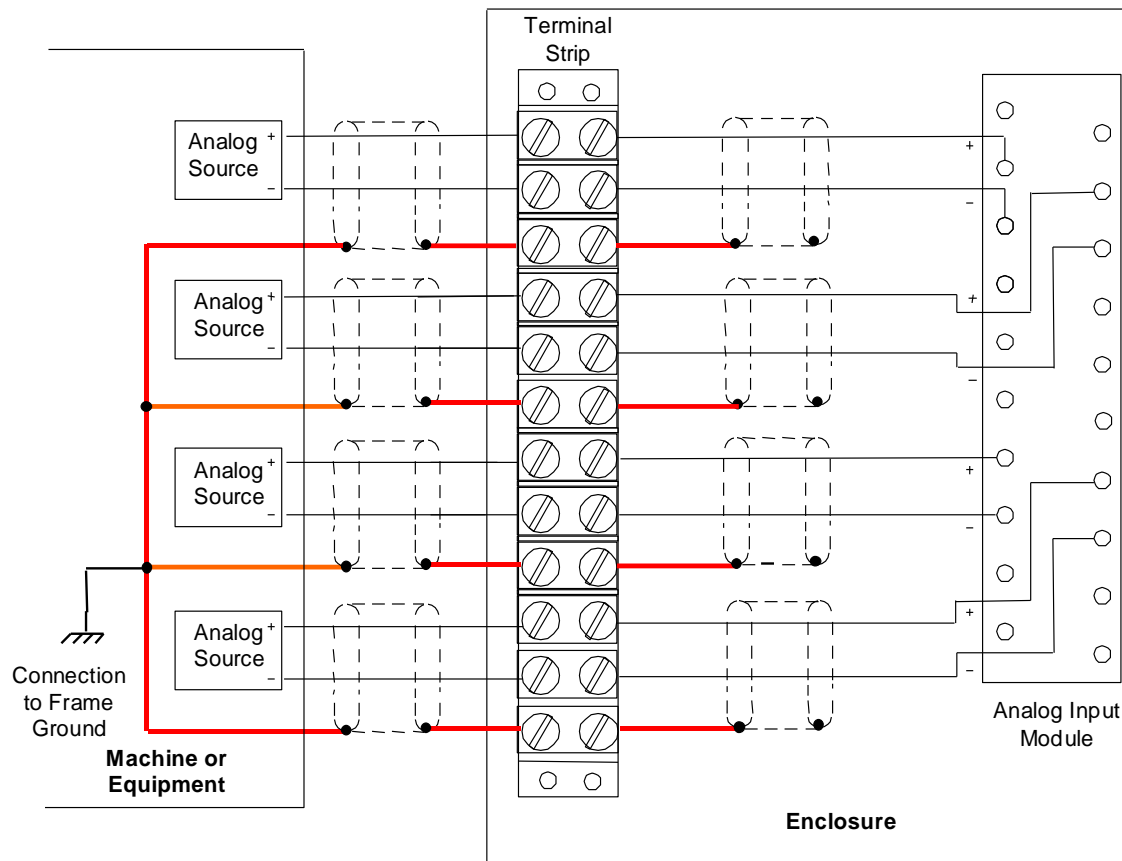 Terminal
Strip
Analog
Source
+
−
+
−
Analog
Source
+
−
+
−
Analog
Source
+
−
+
−
Analog
Source
+
−
+
−
Connection
to Frame
Ground
Machine or
Equipment
Analog Input
Module
Enclosure